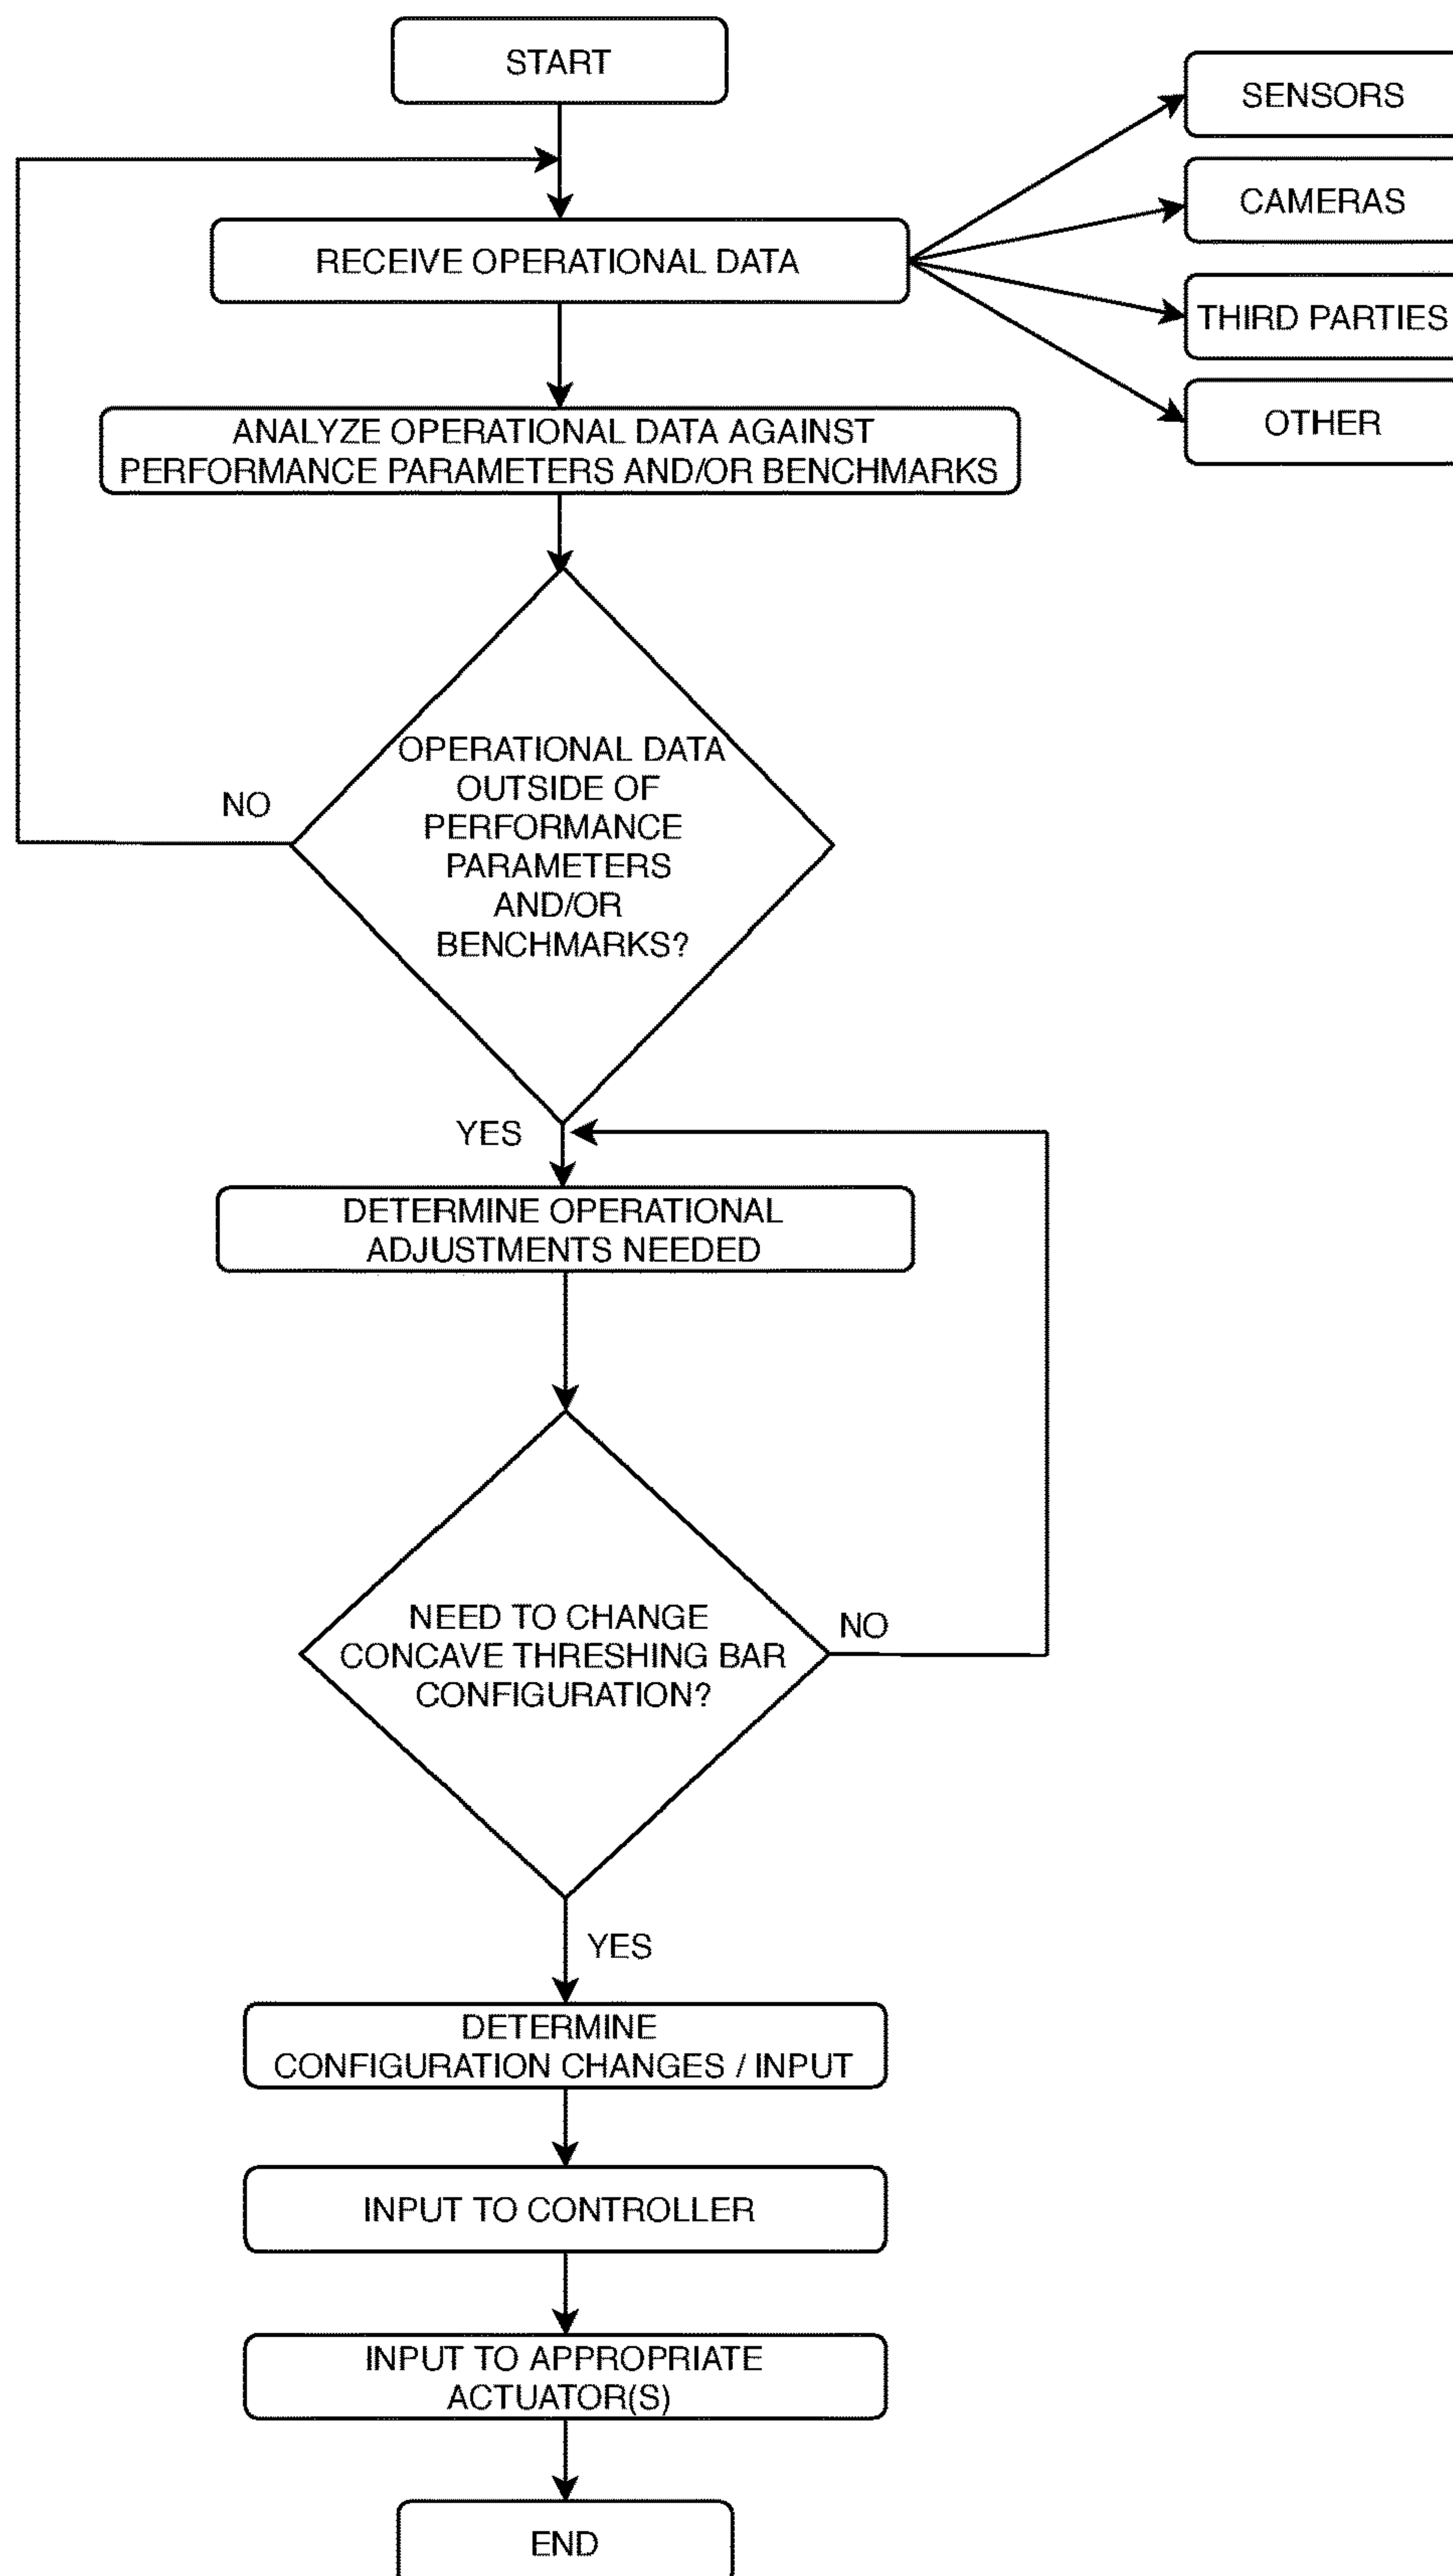 START
SENSORS
CAMERAS
RECEIVE OPERATIONAL DATA
THIRD PARTIES
OTHER
ANALYZE OPERATIONAL DATA AGAINST
PERFORMANCE PARAMETERS AND/OR BENCHMARKS
OPERATIONAL DATA
OUTSIDE OF
PERFORMANCE
PARAMETERS
AND/OR
BENCHMARKS?
NO
YES
DETERMINE OPERATIONAL
ADJUSTMENTS NEEDED
NEED TO CHANGE
CONCAVE THRESHING BAR
CONFIGURATION?
NO
YES
DETERMINE
CONFIGURATION CHANGES / INPUT
INPUT TO CONTROLLER
INPUT TO APPROPRIATE
ACTUATOR(S)
END